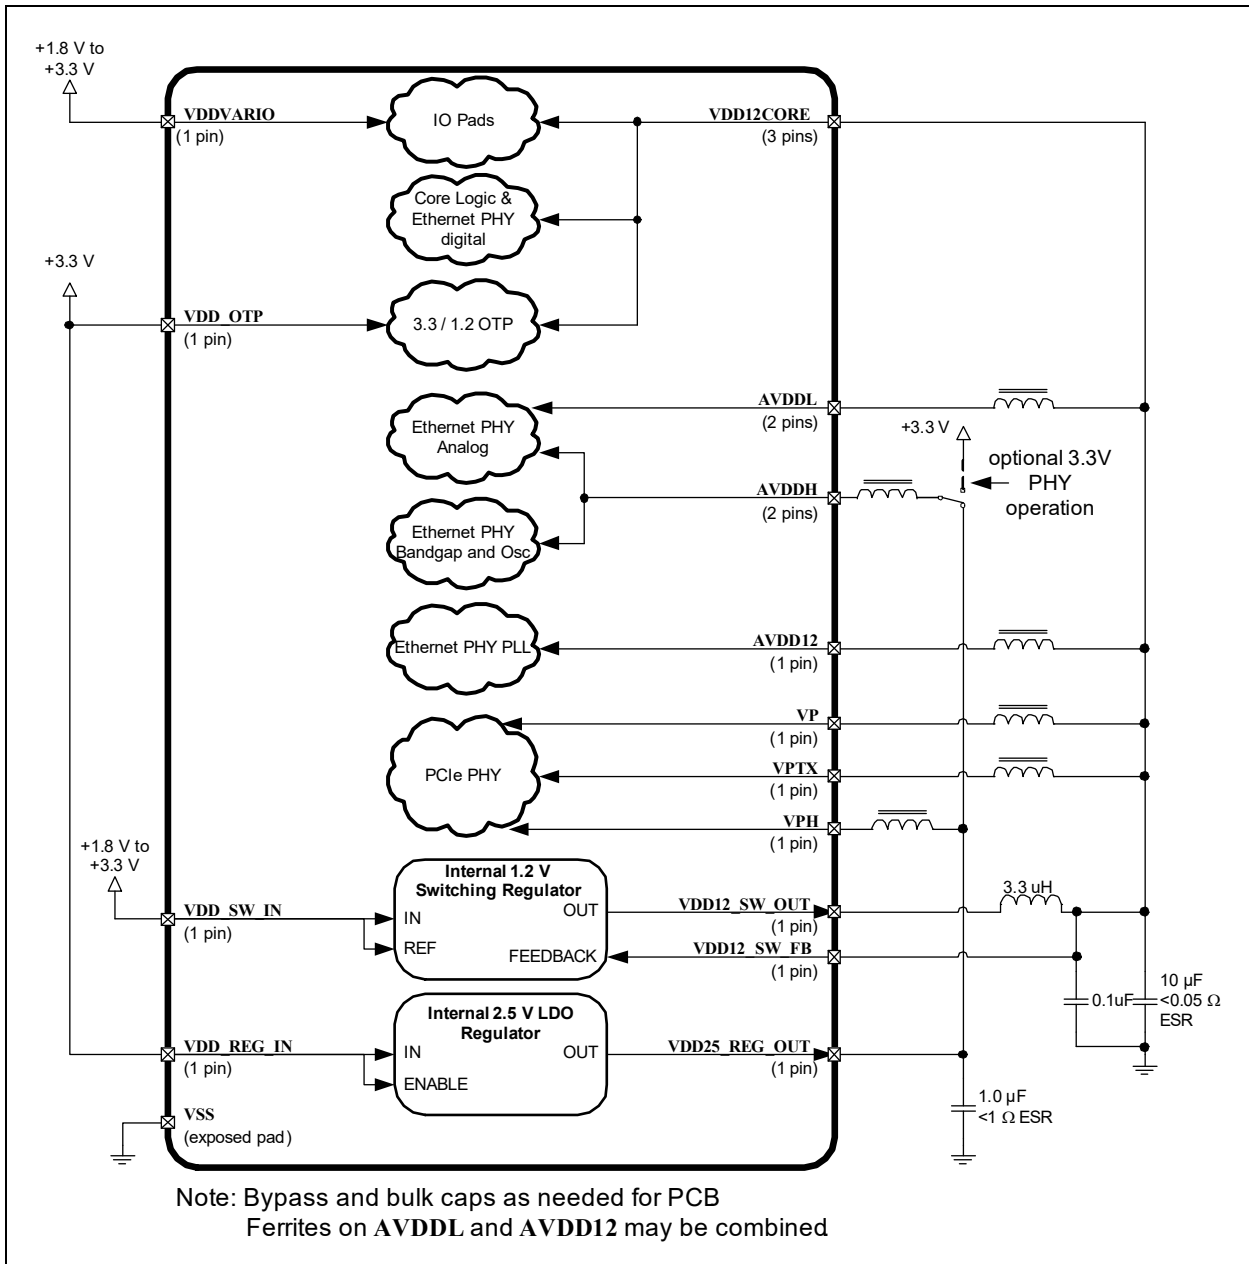 +1.8 V to
+3.3 V
VDDVARIO
(1 pin)
IO Pads
VDD12CORE
(3 pins)
Core Logic &
Ethernet PHY
digital
+3.3 V
VDD_OTP
(1 pin)
3.3 / 1.2 OTP
AVDDL
(2 pins)
Ethernet PHY
Analog
+3.3 V
optional 3.3V
PHY
operation
AVDDH
(2 pins)
Ethernet PHY
Bandgap and Osc
Ethernet PHY PLL
AVDD12
(1 pin)
VP
(1 pin)
PCIe PHY
VPTX
(1 pin)
VPH
(1 pin)
+1.8 V to
+3.3 V
VDD_SW_IN
(1 pin)
Internal 1.2 V
Switching Regulator
IN
REF
OUT
FEEDBACK
VDD12_SW_OUT
(1 pin)
VDD12_SW_FB
(1 pin)
3.3 uH
0.1uF
10 µF
<0.05 Ω
ESR
Internal 2.5 V LDO
Regulator
VDD_REG_IN
(1 pin)
IN
ENABLE
OUT
VDD25_REG_OUT
(1 pin)
1.0 µF
<1 Ω ESR
VSS
(exposed pad)
Note: Bypass and bulk caps as needed for PCB
Ferrites on AVDDL and AVDD12 may be combined